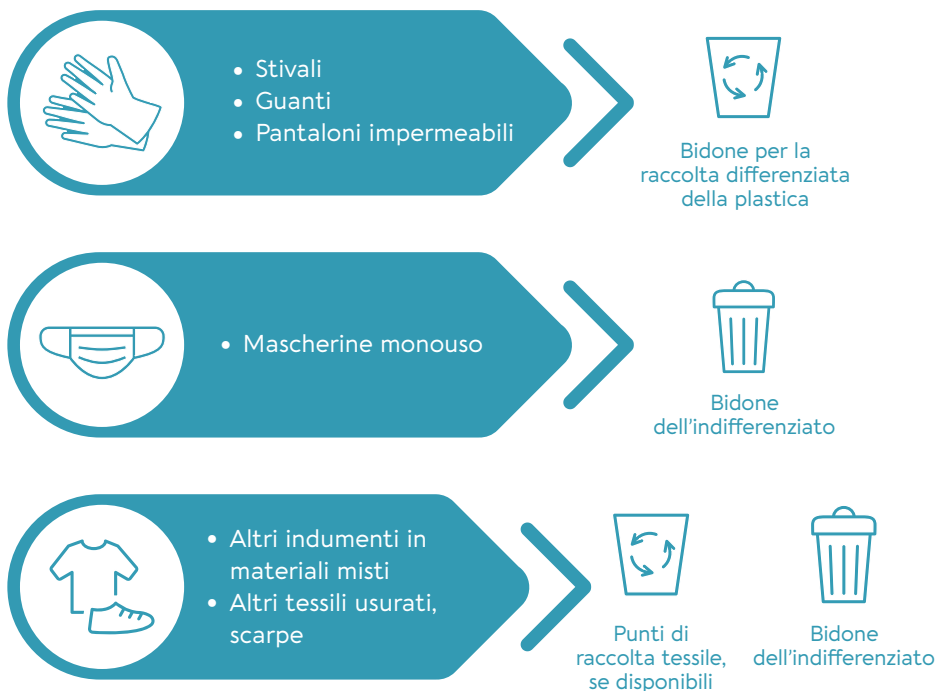 • Stivali
• Guanti
• Pantaloni impermeabili
Bidone per la
raccolta differenziata
della plastica
• Mascherine monouso
Bidone
dell'indifferenziato
• Altri indumenti in
materiali misti
• Altri tessili usurati,
scarpe
Punti di
raccolta tessile,
se disponibili
Bidone
dell'indifferenziato